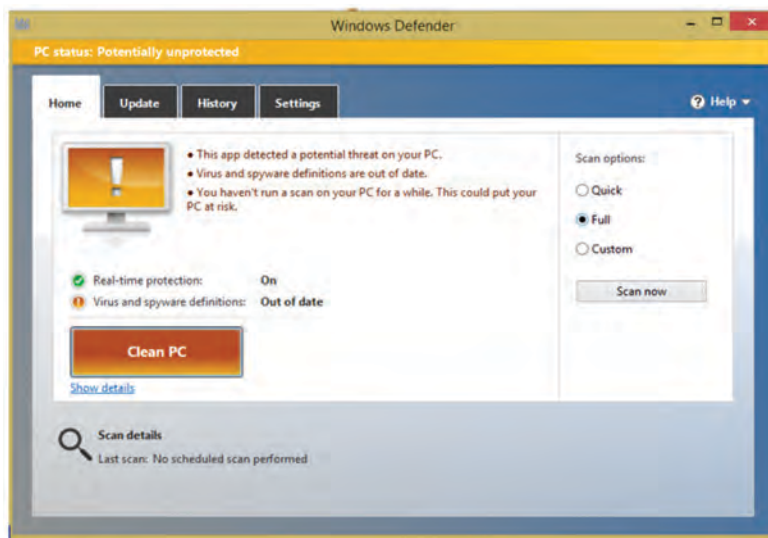 Windows Defender
PC status: Potentially unprotected
Home
Update
History
Settings
Help
• This app detected a potential threat on your PC.
• Virus and spyware definitions are out of date.
• You haven't run a scan on your PC for a while. This could put your
PC at risk.
Scan options:
Quick
Full
Custom
Scan now
Real-time protection: On
Virus and spyware definitions: Out of date
Clean PC
Show details
Scan details
Last scan: No scheduled scan performed